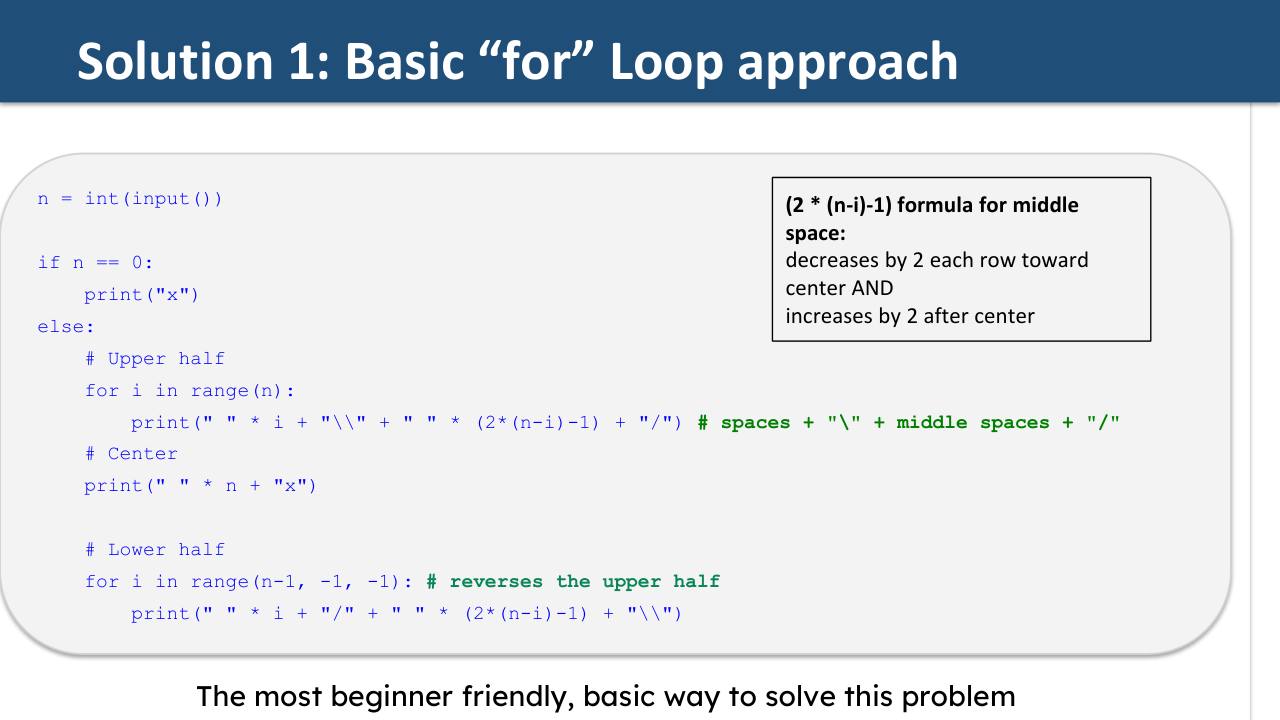 Solution 1: Basic “for” Loop approach
n = int(input())
if n == 0:
    print("x")
else:
    # Upper half
    for i in range(n):
        print(" " * i + "\\" + " " * (2*(n-i)-1) + "/") # spaces + "\" + middle spaces + "/"
    # Center
    print(" " * n + "x")
    # Lower half
    for i in range(n-1, -1, -1): # reverses the upper half
        print(" " * i + "/" + " " * (2*(n-i)-1) + "\\")
(2 * (n-i)-1) formula for middle
space:
decreases by 2 each row toward
center AND
increases by 2 after center
The most beginner friendly, basic way to solve this problem